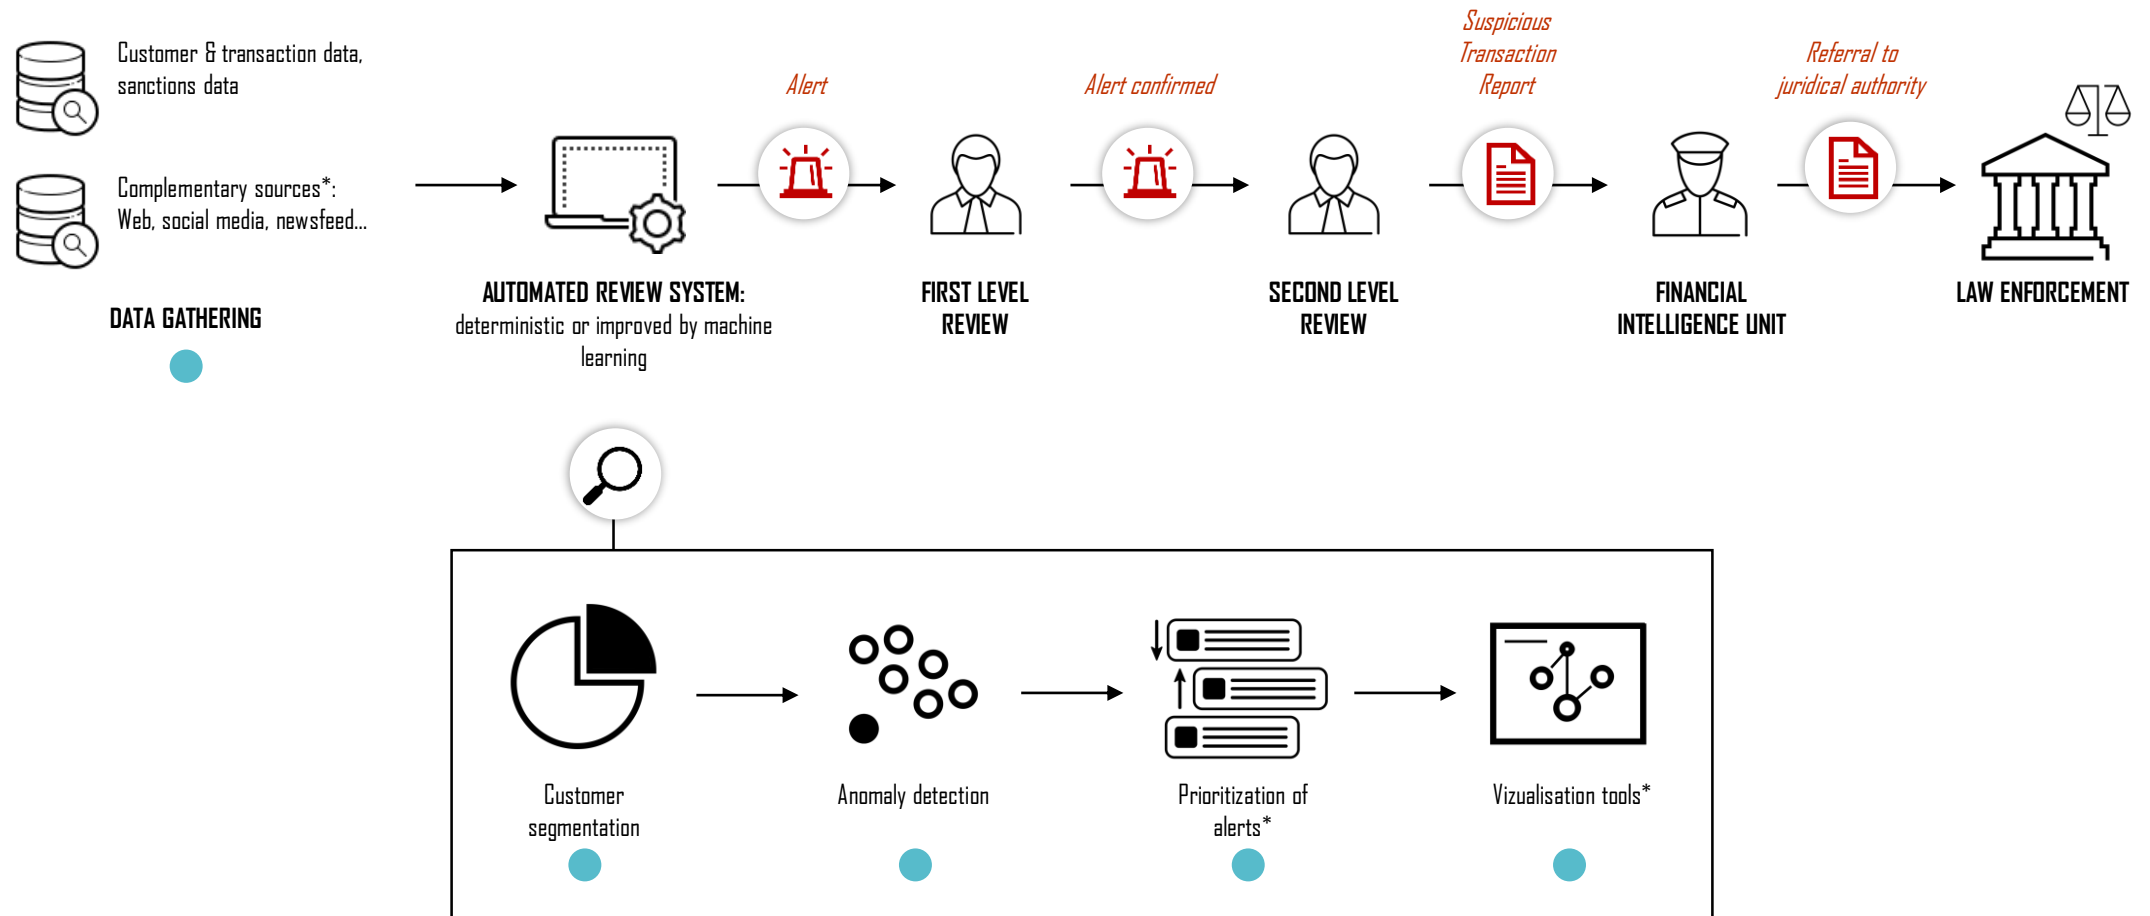 Customer & transaction data,
sanctions data
Complementary sources*:
Web, social media, newsfeed...
DATA GATHERING
AUTOMATED REVIEW SYSTEM:
deterministic or improved by machine
learning
Alert
FIRST LEVEL
REVIEW
Alert confirmed
SECOND LEVEL
REVIEW
Suspicious
Transaction
Report
FINANCIAL
INTELLIGENCE UNIT
Referral to
juridical authority
LAW ENFORCEMENT
Customer
segmentation
Anomaly detection
Prioritization of
alerts*
Vizualisation tools*